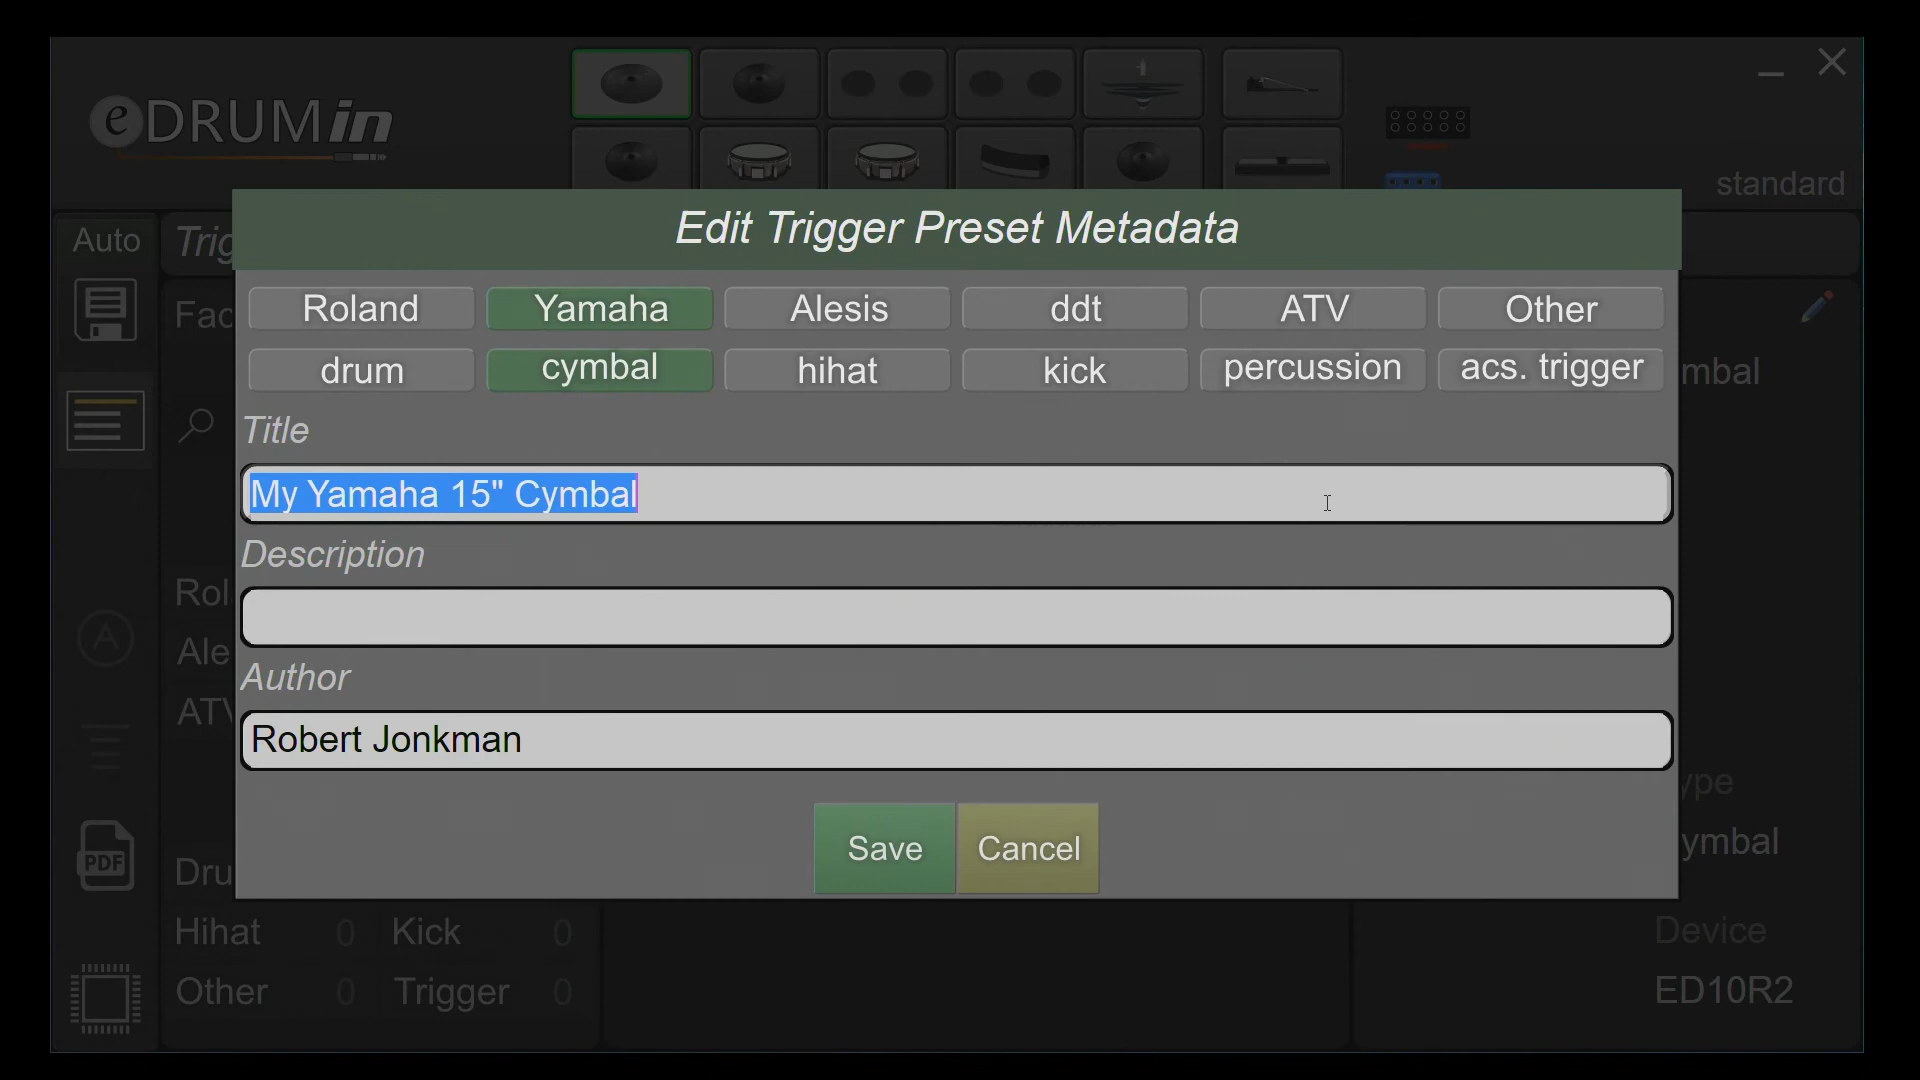 eDRUMin
standard
Auto
Trig
Edit Trigger Preset Metadata
Fac
Roland Yamaha Alesis ddt ATV Other
drum cymbal hihat kick percussion acs. trigger
mbal
Title
My Yamaha 15" Cymbal
Description
Rol
Ale
Author
ATV
Robert Jonkman
ype
Save Cancel
ymbal
PDF
Dru
Hihat 0 Kick 0
Device
Other 0 Trigger 0
ED10R2
A